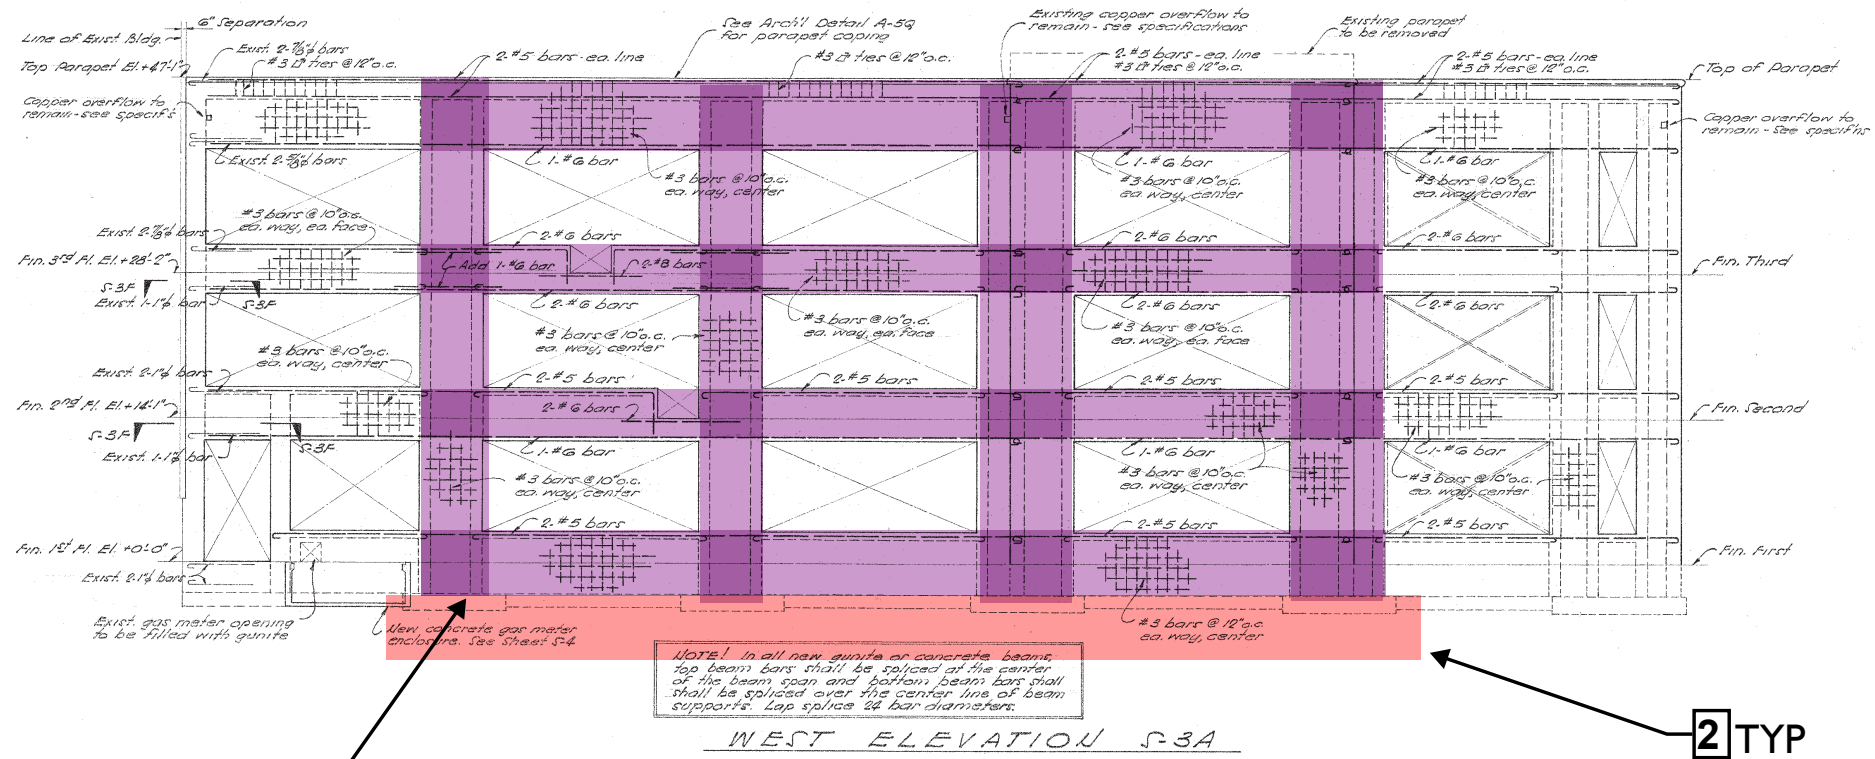 6" Separation
Line of Exist. Bldg.
Exist. 2-⅞"φ bars
#3 ties @ 12"o.c.
Top Parapet El. +47'-1"
2-#5 bars - ea. line
See Arch'l Detail A-5Q
for parapet coping
#3 ties @ 12"o.c.
Existing copper overflow to
remain - see specifications
2-#5 bars - ea. line
#3 ties @ 12"o.c.
Existing parapet
to be removed
2-#5 bars - ea. line
#3 ties @ 12"o.c.
Top of Parapet
Copper overflow to
remain - see specif's
Copper overflow to
remain - See specif'ns
1-#6 bar
#3 bars @ 10"o.c.
ea. way, center
1-#6 bar
#3 bars @ 10"o.c.
ea. way, center
1-#6 bar
#3 bars @ 10"o.c.
ea. way, center
#3 bars @ 10"o.c.
ea. way, ea. face
Exist. 2-⅞"φ bars
2-#6 bars
2-#6 bars
2-#6 bars
Fin. 3rd Fl. El. +28'-2"
Add 1-#6 bar
2-#8 bars
Fin. Third
S-3F
S-3F
Exist. 1-1"φ bar
2-#6 bars
2-#6 bars
2-#6 bars
#3 bars @ 10"o.c.
ea. way, center
#3 bars @ 10"o.c.
ea. way, ea. face
#3 bars @ 10"o.c.
ea. way, ea. face
#3 bars @ 10"o.c.
ea. way, center
Exist. 2-1"φ bars
2-#5 bars
2-#5 bars
2-#5 bars
2-#5 bars
Fin. 2nd Fl. El. +14'-1"
2-#6 bars
Fin. Second
S-3F
S-3F
Exist. 1-1"φ bar
1-#6 bar
#3 bars @ 10"o.c.
ea. way, center
1-#6 bar
#3 bars @ 10"o.c.
ea. way, center
1-#6 bar
#3 bars @ 10"o.c.
ea. way, center
2-#5 bars
2-#5 bars
2-#5 bars
Fin. 1st Fl. El. +0'-0"
Fin. First
Exist. 2-1"φ bars
Exist. gas meter opening
to be filled with gunite
New concrete gas meter
enclosure. See Sheet S-4
#3 bars @ 12"o.c.
ea. way, center
NOTE! In all new gunite or concrete beams,
top beam bars shall be spliced at the center
of the beam span and bottom beam bars shall
shall be spliced over the center line of beam
supports. Lap splice 24 bar diameters.
WEST ELEVATION S-3A
2 TYP